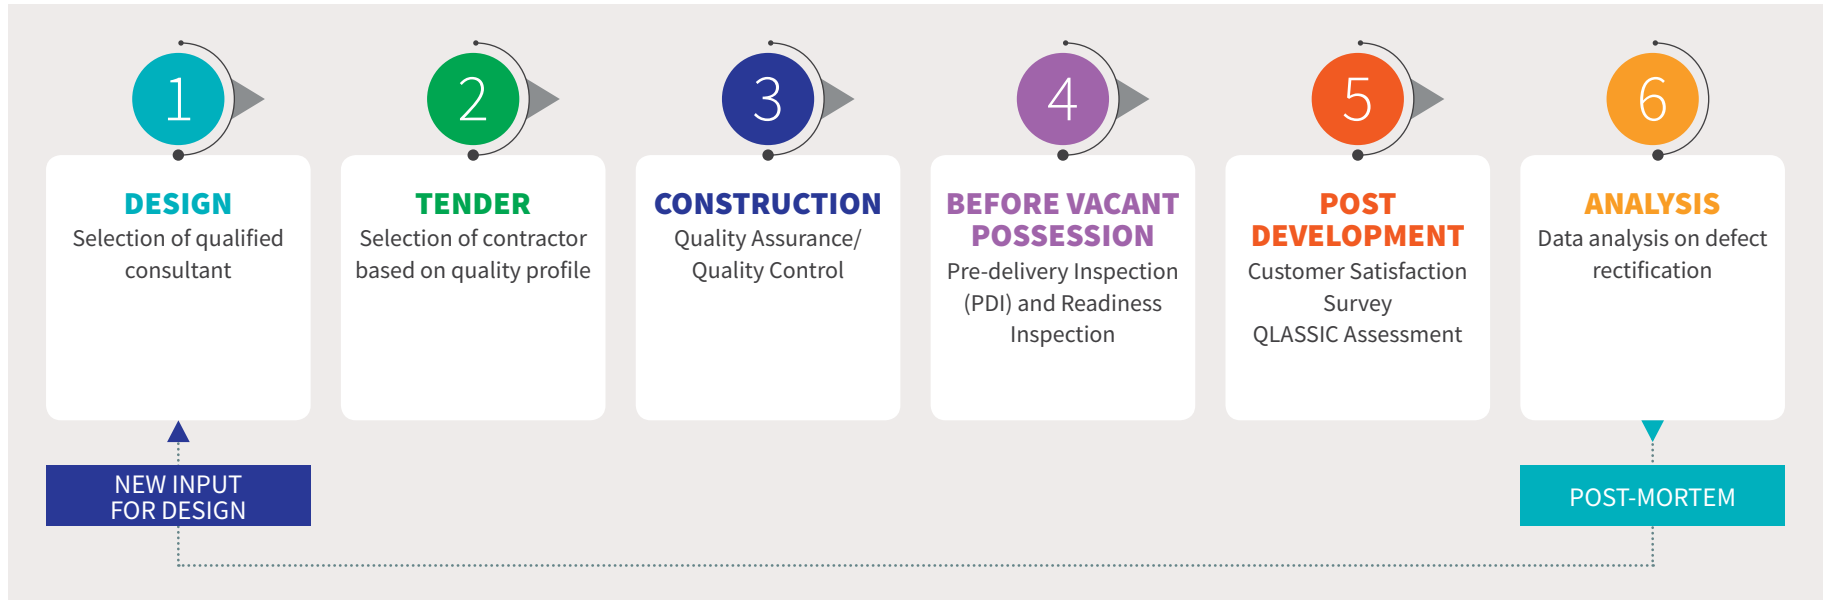 1
DESIGN
Selection of qualified
consultant
2
TENDER
Selection of contractor
based on quality profile
3
CONSTRUCTION
Quality Assurance/
Quality Control
4
BEFORE VACANT
POSSESSION
Pre-delivery Inspection
(PDI) and Readiness
Inspection
5
POST
DEVELOPMENT
Customer Satisfaction
Survey
QLASSIC Assessment
6
ANALYSIS
Data analysis on defect
rectification
NEW INPUT
FOR DESIGN
POST-MORTEM